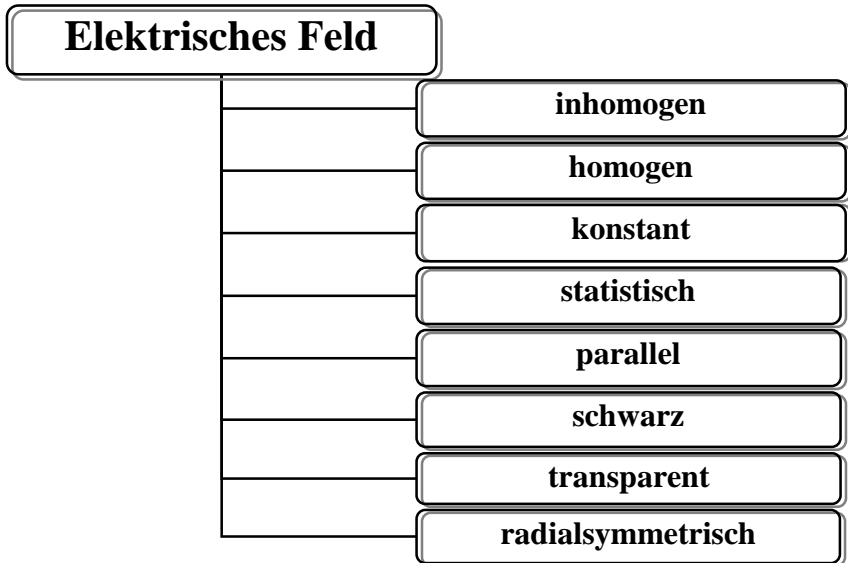 Elektrisches Feld
inhomogen
homogen
konstant
statistisch
parallel
schwarz
transparent
radialsymmetrisch